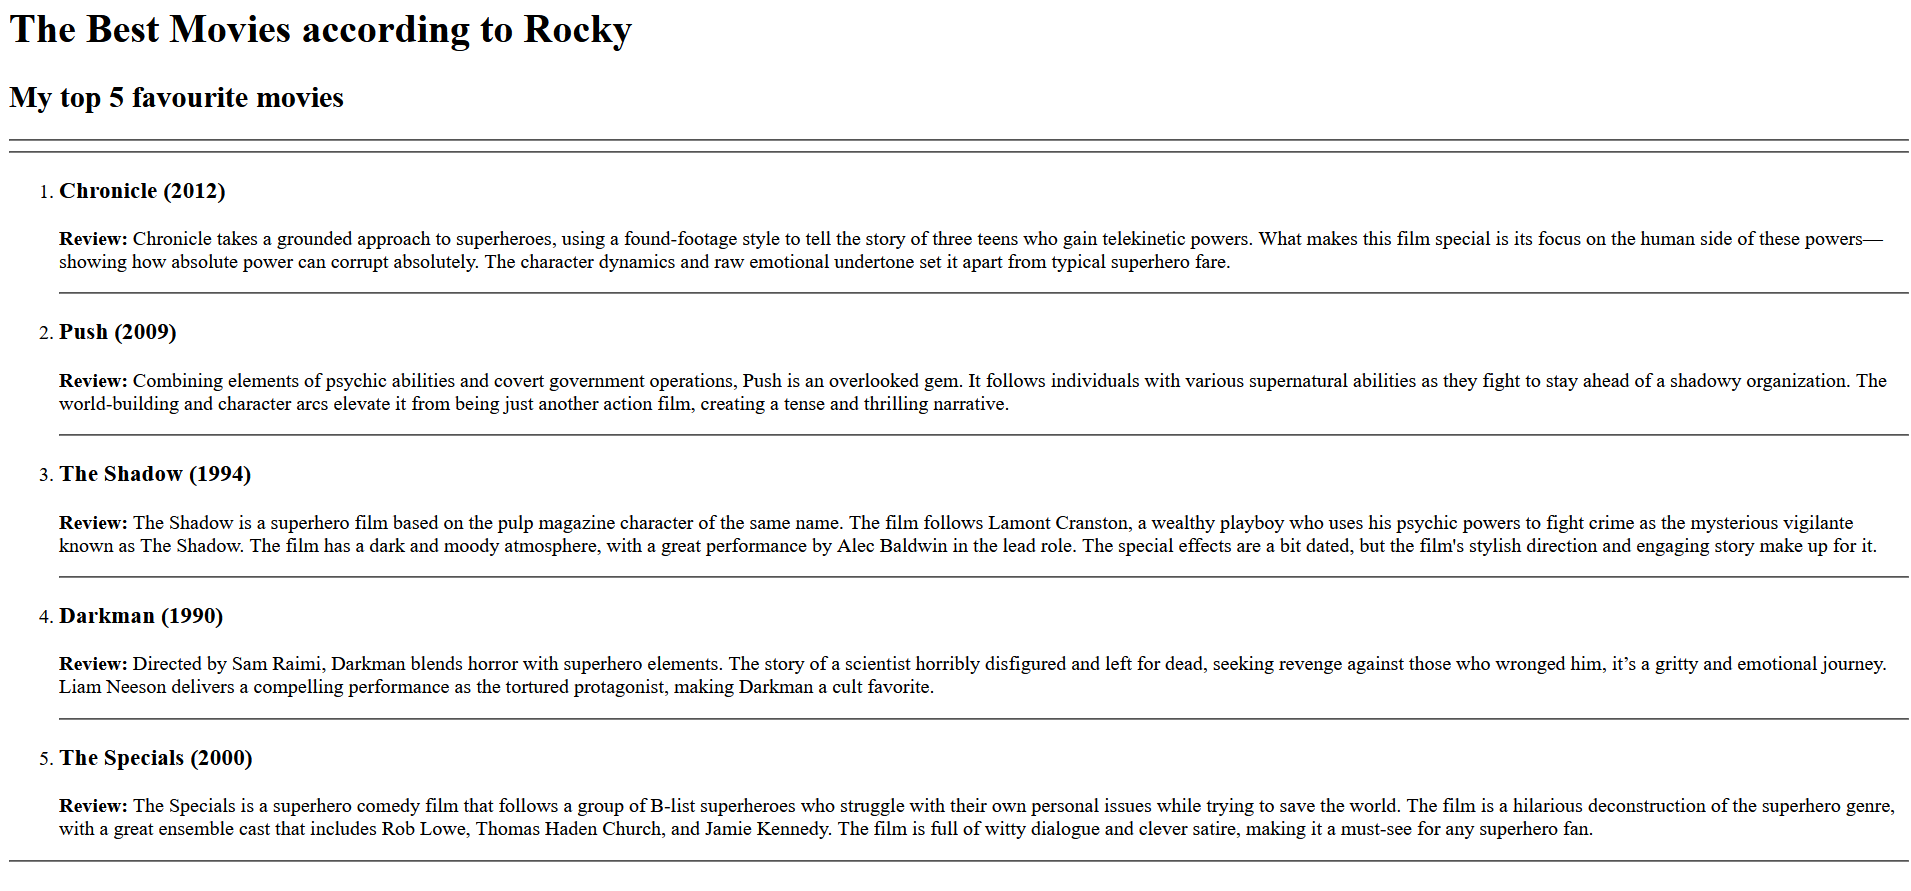 The Best Movies according to Rocky
My top 5 favourite movies
1. Chronicle (2012)
Review: Chronicle takes a grounded approach to superheroes, using a found-footage style to tell the story of three teens who gain telekinetic powers. What makes this film special is its focus on the human side of these powers—
showing how absolute power can corrupt absolutely. The character dynamics and raw emotional undertone set it apart from typical superhero fare.
2. Push (2009)
Review: Combining elements of psychic abilities and covert government operations, Push is an overlooked gem. It follows individuals with various supernatural abilities as they fight to stay ahead of a shadowy organization. The
world-building and character arcs elevate it from being just another action film, creating a tense and thrilling narrative.
3. The Shadow (1994)
Review: The Shadow is a superhero film based on the pulp magazine character of the same name. The film follows Lamont Cranston, a wealthy playboy who uses his psychic powers to fight crime as the mysterious vigilante
known as The Shadow. The film has a dark and moody atmosphere, with a great performance by Alec Baldwin in the lead role. The special effects are a bit dated, but the film's stylish direction and engaging story make up for it.
4. Darkman (1990)
Review: Directed by Sam Raimi, Darkman blends horror with superhero elements. The story of a scientist horribly disfigured and left for dead, seeking revenge against those who wronged him, it’s a gritty and emotional journey.
Liam Neeson delivers a compelling performance as the tortured protagonist, making Darkman a cult favorite.
5. The Specials (2000)
Review: The Specials is a superhero comedy film that follows a group of B-list superheroes who struggle with their own personal issues while trying to save the world. The film is a hilarious deconstruction of the superhero genre,
with a great ensemble cast that includes Rob Lowe, Thomas Haden Church, and Jamie Kennedy. The film is full of witty dialogue and clever satire, making it a must-see for any superhero fan.